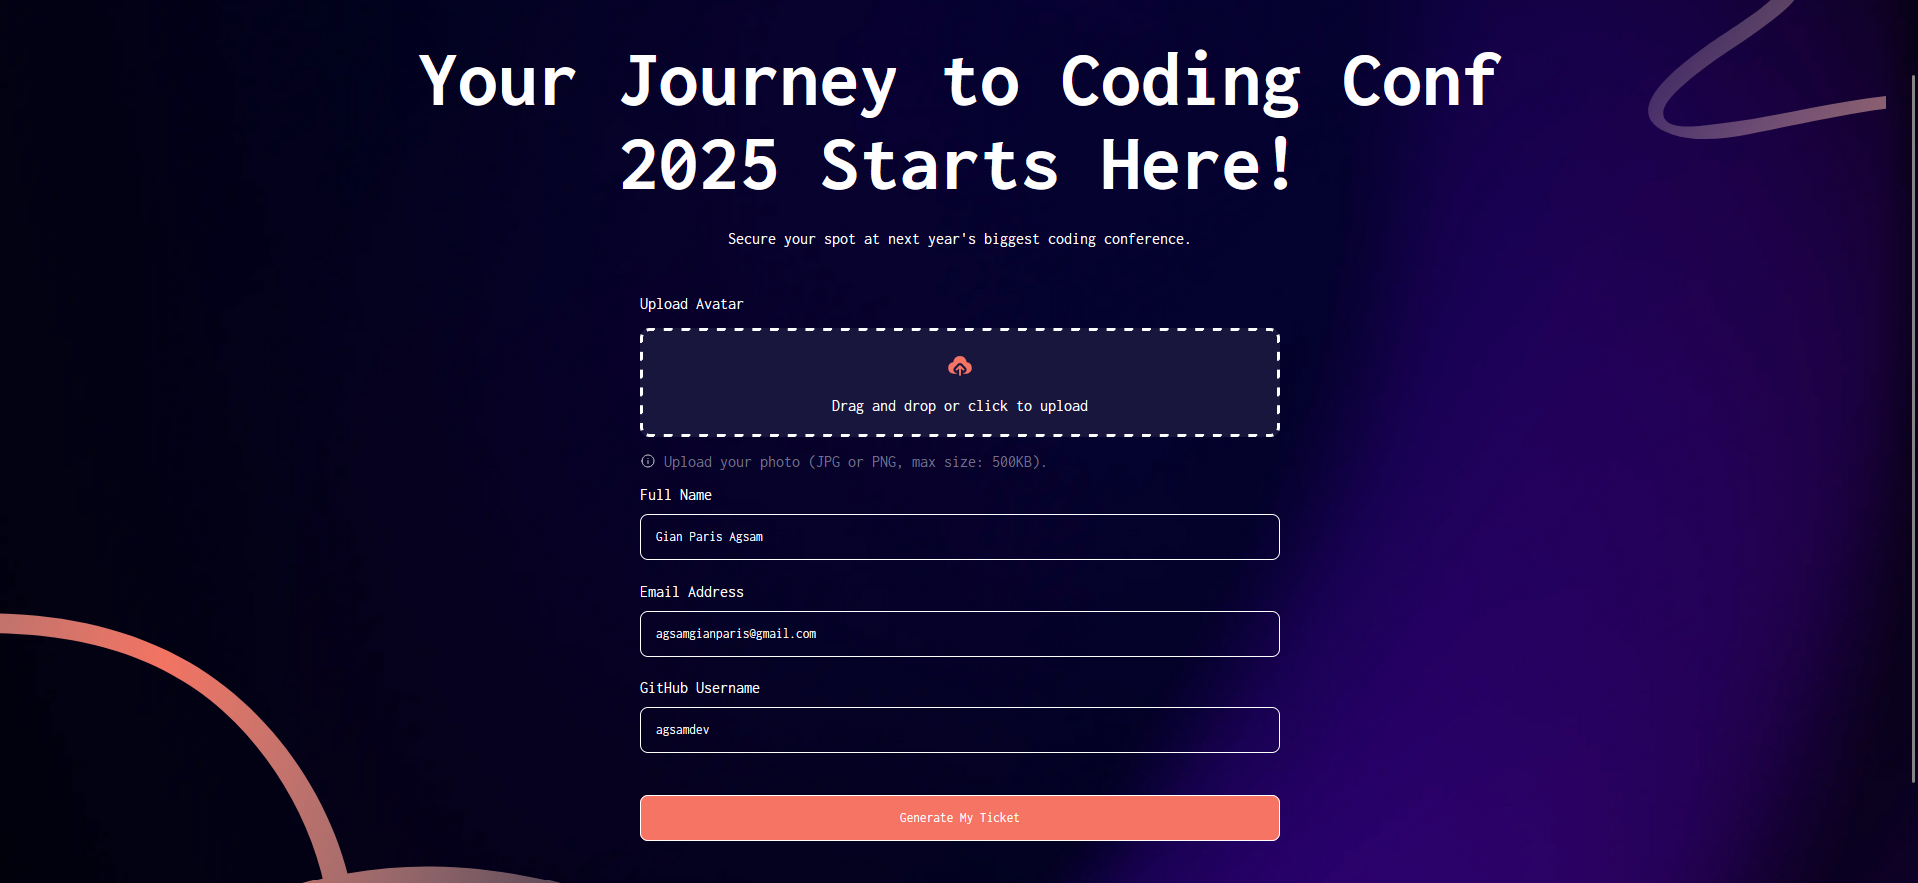 Your Journey to Coding Conf
2025 Starts Here!
Secure your spot at next year's biggest coding conference.
Upload Avatar
Drag and drop or click to upload
Upload your photo (JPG or PNG, max size: 500KB).
Full Name
Gian Paris Agsam
Email Address
agsamgianparis@gmail.com
GitHub Username
agsamdev
Generate My Ticket